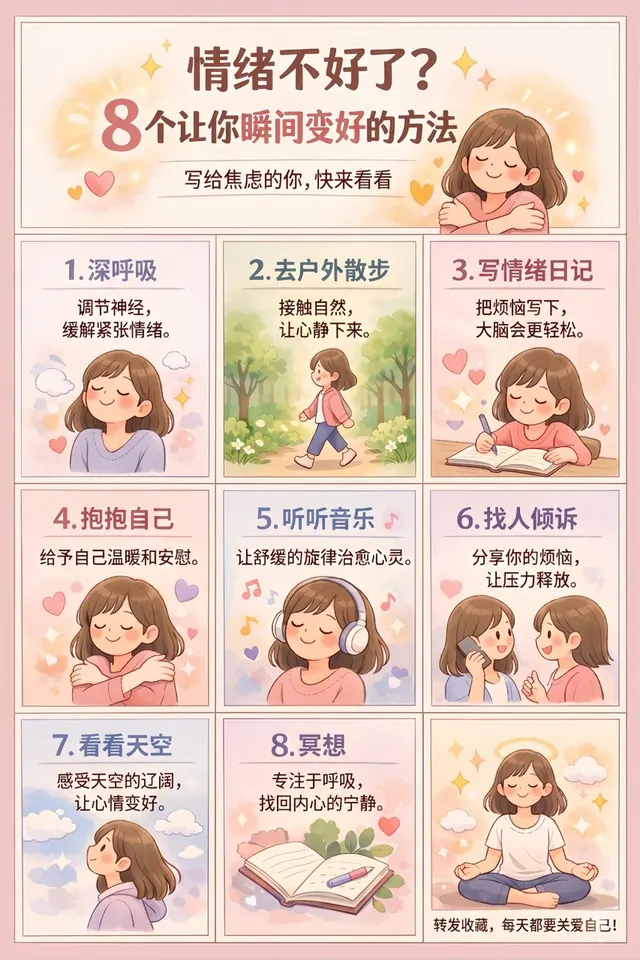 情绪不好了？
8个让你瞬间变好的方法
写给焦虑的你，快来看看
1.深呼吸
调节神经，
缓解紧张情绪。
2.去户外散步
接触自然，
让心静下来。
3.写情绪日记
把烦恼写下，
大脑会更轻松。
4.抱抱自己
给予自己温暖和安慰。
5.听听音乐
让舒缓的旋律治愈心灵。
6.找人倾诉
分享你的烦恼，
让压力释放。
7.看看天空
感受天空的辽阔，
让心情变好。
8.冥想
专注于呼吸，
找回内心的宁静。
转发收藏，每天都要关爱自己！